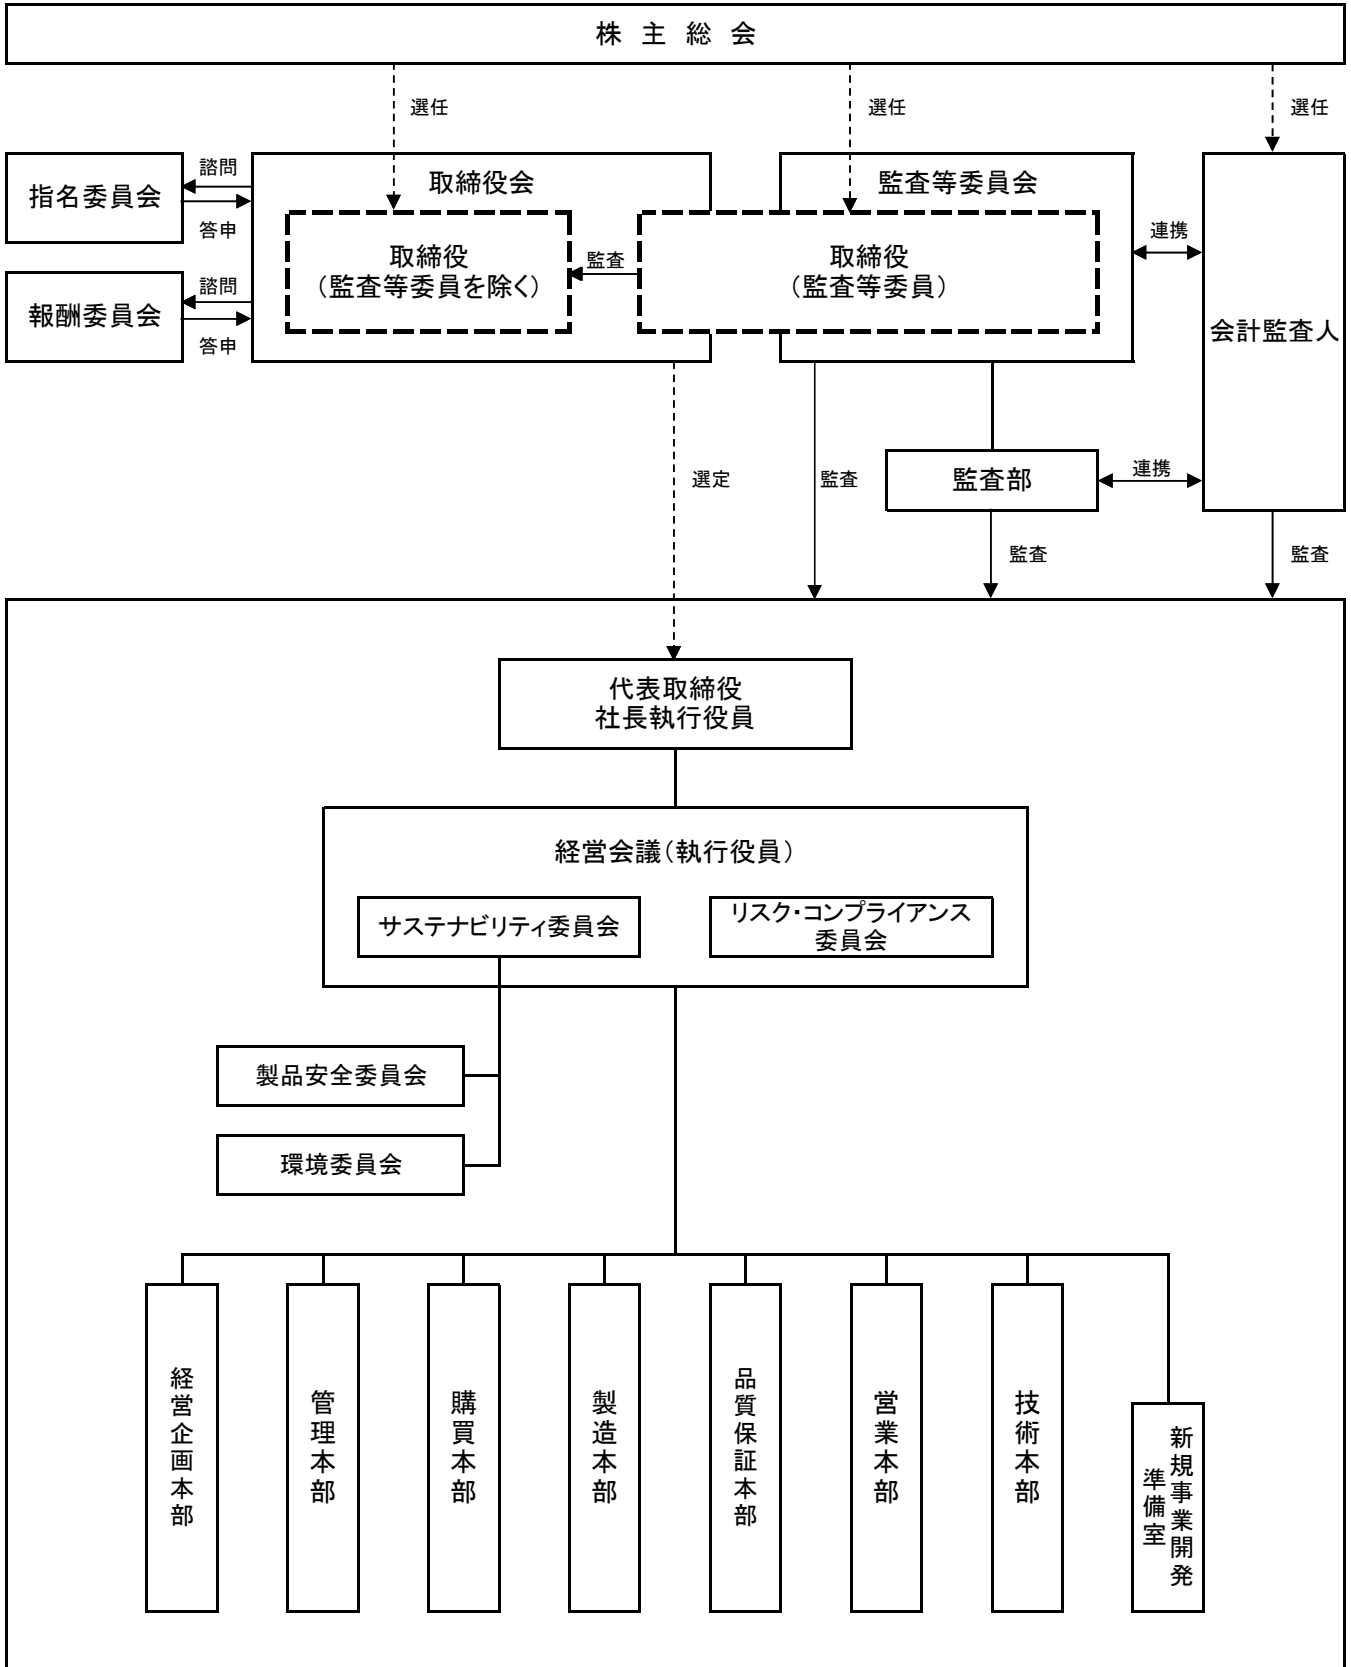 株 主 総 会
選任
選任
選任
指名委員会
諮問
答申
報酬委員会
諮問
答申
取締役会
取締役
（監査等委員を除く）
監査
監査等委員会
取締役
（監査等委員）
連携
会計監査人
選定
監査
監査部
連携
監査
監査
代表取締役
社長執行役員
経営会議（執行役員）
サステナビリティ委員会
リスク・コンプライアンス
委員会
製品安全委員会
環境委員会
経営企画本部
管理本部
購買本部
製造本部
品質保証本部
営業本部
技術本部
新規事業開発
準備室